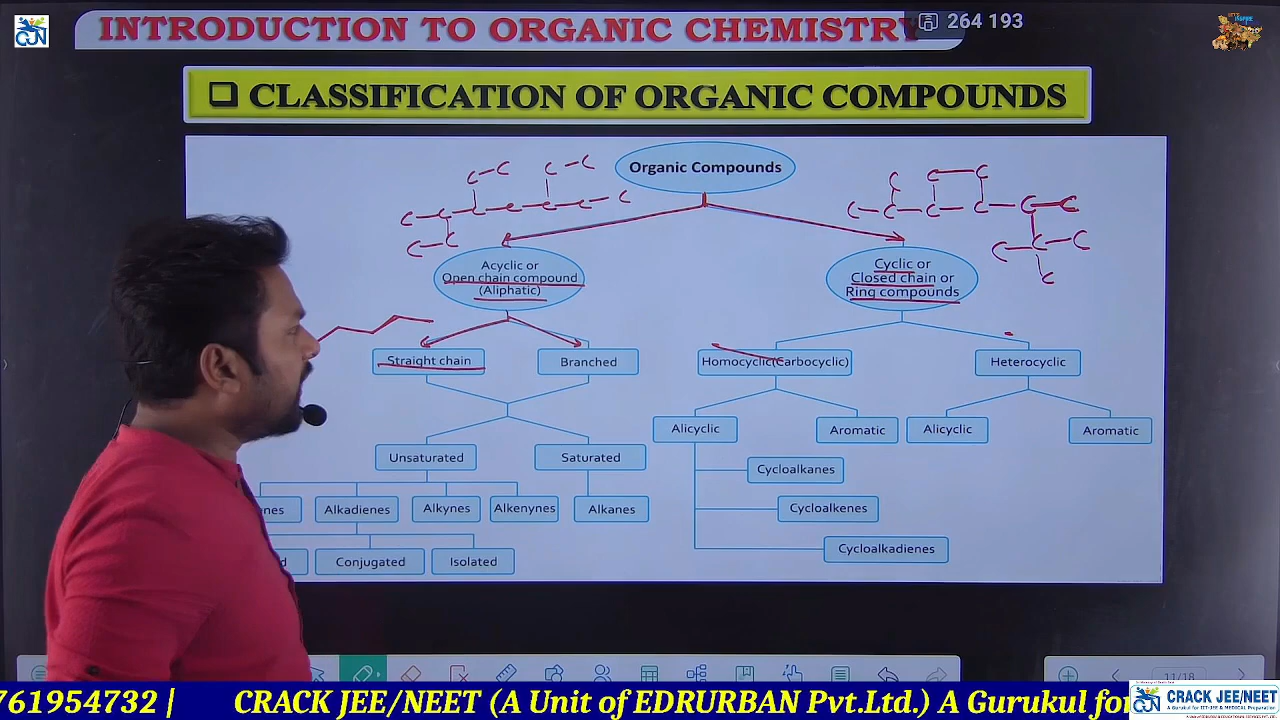 INTRODUCTION TO ORGANIC CHEMISTRY
264 193
CLASSIFICATION OF ORGANIC COMPOUNDS
Organic Compounds
C-C
C-C
C-C-C-C-C-C-C
C-C
C
C-C
C-C-C-C-C-C
C-C-C
C
Acyclic or
Open chain compound
(Aliphatic)
Cyclic or
Closed chain or
Ring compounds
Straight chain
Branched
Homocyclic(Carbocyclic)
Heterocyclic
Alicyclic
Aromatic
Alicyclic
Aromatic
Unsaturated
Saturated
Cycloalkanes
Alkadienes
Alkynes
Alkenynes
Alkanes
Cycloalkenes
Conjugated
Isolated
Cycloalkadienes
11/18
761954732 | CRACK JEE/NEET (A Unit of EDRURBAN Pvt.Ltd.) A Gurukul for
CRACK JEE/NEET